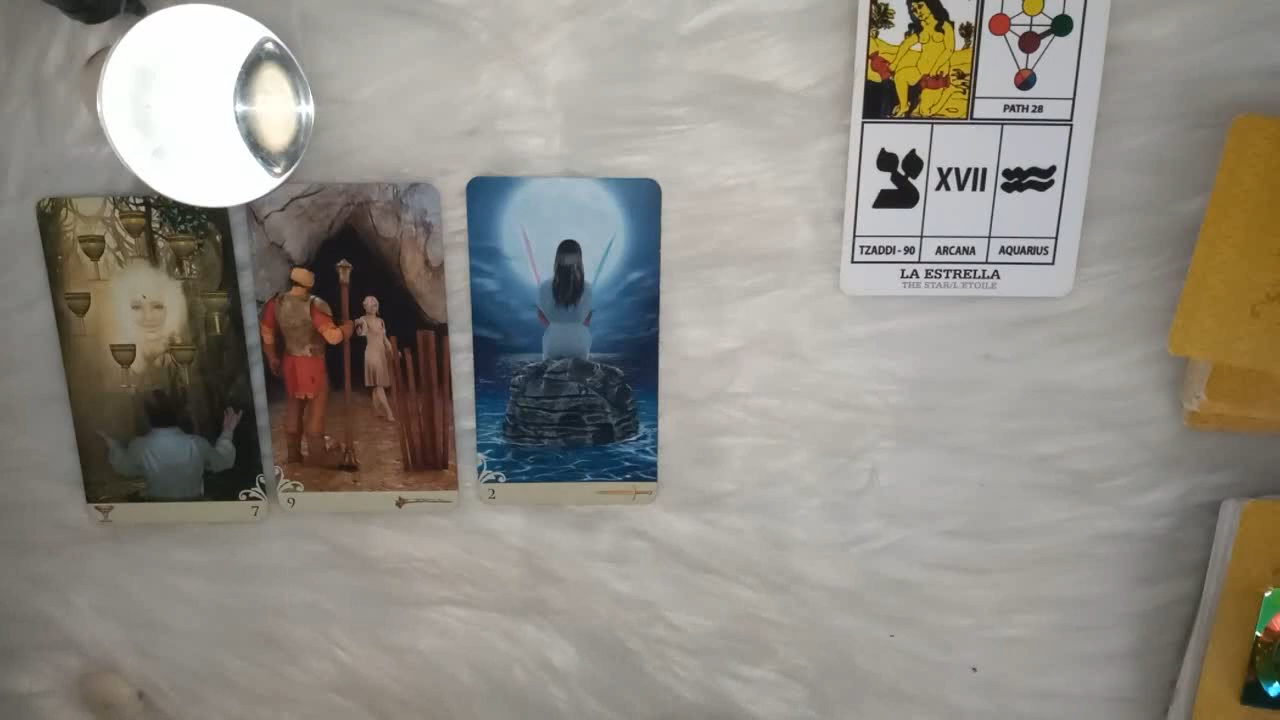 PATH 28
צ XVII
TZADDI - 90 ARCANA AQUARIUS
LA ESTRELLA
THE STAR/L'ETOILE
7
9
2